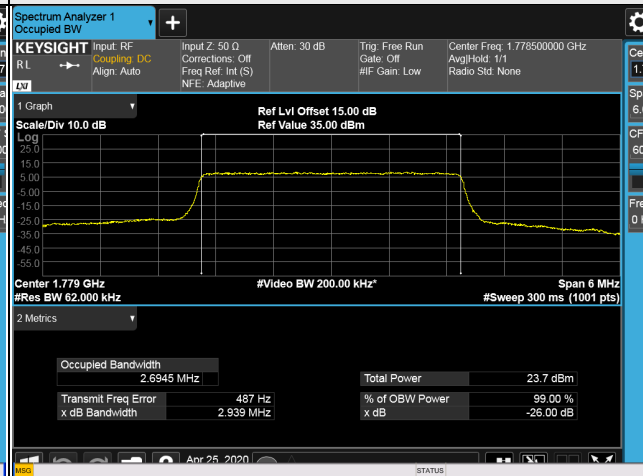 Spectrum Analyzer 1
Occupied BW
+
KEYSIGHT Input: RF Input Z: 50 Ω Atten: 30 dB Trig: Free Run Center Freq: 1.778500000 GHz
RL Coupling: DC Corrections: Off Gate: Off Avg|Hold: 1/1
Align: Auto Freq Ref: Int (S) #IF Gain: Low Radio Std: None
LXI NFE: Adaptive
1 Graph Ref Lvl Offset 15.00 dB
Scale/Div 10.0 dB Ref Value 35.00 dBm
Log
25.0
15.0
5.00
-5.00
-15.0
-25.0
-35.0
-45.0
-55.0
Center 1.779 GHz #Video BW 200.00 kHz* Span 6 MHz
#Res BW 62.000 kHz #Sweep 300 ms (1001 pts)
2 Metrics
Occupied Bandwidth
2.6945 MHz Total Power 23.7 dBm
Transmit Freq Error 487 Hz % of OBW Power 99.00 %
x dB Bandwidth 2.939 MHz x dB -26.00 dB
Apr 25, 2020
MSG STATUS